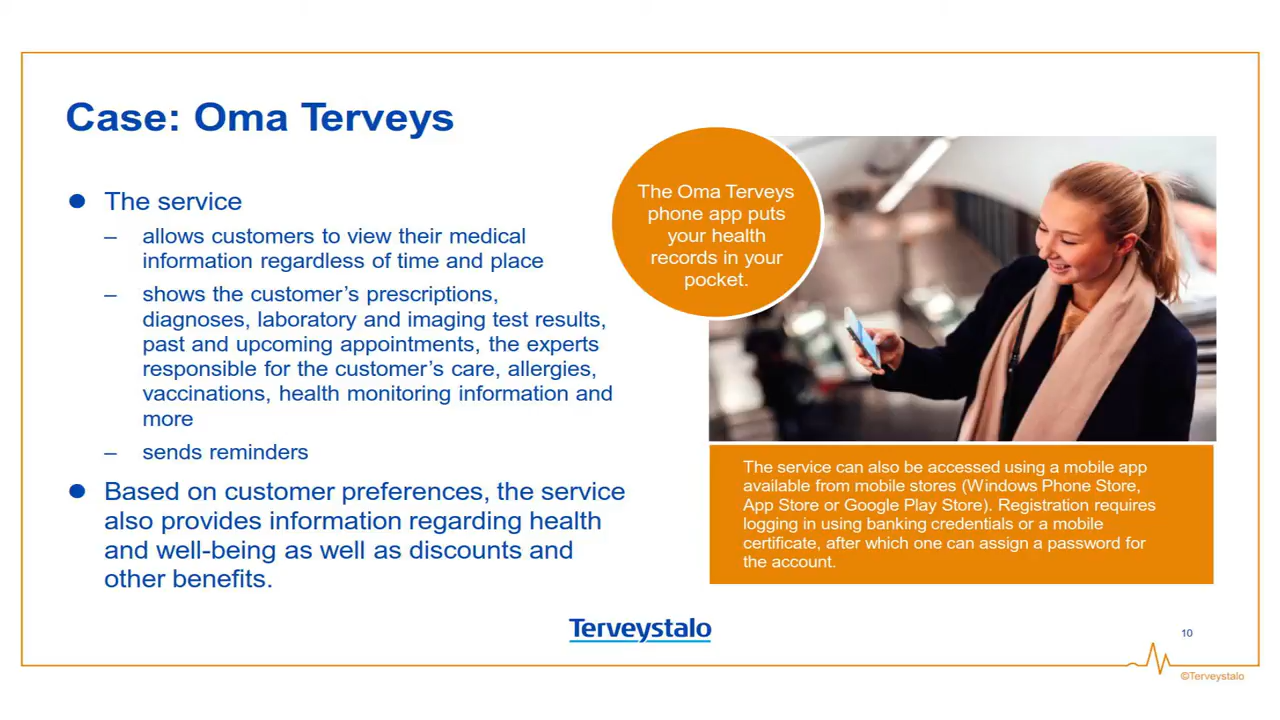 Case: Oma Terveys
● The service
– allows customers to view their medical
information regardless of time and place
– shows the customer’s prescriptions,
diagnoses, laboratory and imaging test results,
past and upcoming appointments, the experts
responsible for the customer’s care, allergies,
vaccinations, health monitoring information and
more
– sends reminders
● Based on customer preferences, the service
also provides information regarding health
and well-being as well as discounts and
other benefits.
The Oma Terveys
phone app puts
your health
records in your
pocket.
The service can also be accessed using a mobile app
available from mobile stores (Windows Phone Store,
App Store or Google Play Store). Registration requires
logging in using banking credentials or a mobile
certificate, after which one can assign a password for
the account.
Terveystalo
10
©Terveystalo